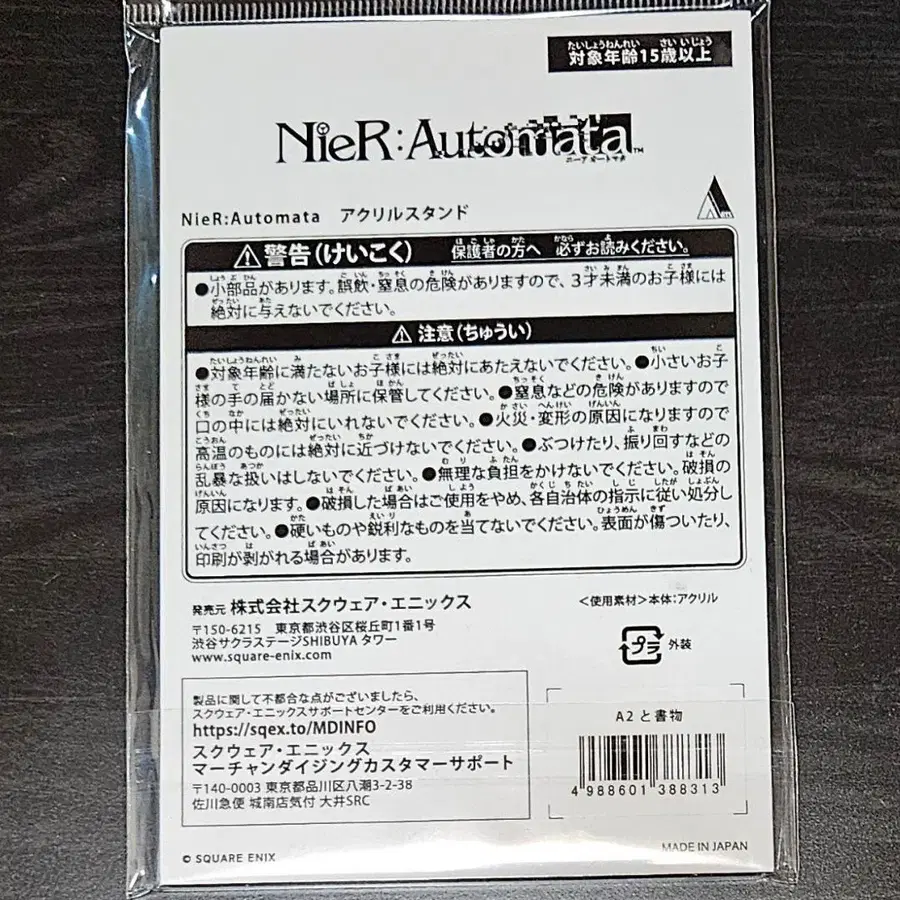 対象年齢15歳以上
NieR:Automata™
ニーア オートマタ
NieR:Automata アクリルスタンド
警告(けいこく) 保護者の方へ 必ずお読みください。
●小部品があります。誤飲・窒息の危険がありますので、3才未満のお子様には
絶対に与えないでください。
注意(ちゅうい)
●対象年齢に満たないお子様には絶対にあたえないでください。●小さいお子
様の手の届かない場所に保管してください。●窒息などの危険がありますので
口の中には絶対にいれないでください。●火災・変形の原因になりますので
高温のものには絶対に近づけないでください。●ぶつけたり、振り回すなどの
乱暴な扱いはしないでください。●無理な負担をかけないでください。破損の
原因になります。●破損した場合はご使用をやめ、各自治体の指示に従い処分し
てください。●硬いものや鋭利なものを当てないでください。表面が傷ついたり、
印刷が剥がれる場合があります。
発売元 株式会社スクウェア・エニックス
〒150-6215 東京都渋谷区桜丘町1番1号
渋谷サクラステージSHIBUYA タワー
www.square-enix.com
<使用素材>本体:アクリル
プラ 外装
製品に関して不都合な点がございましたら、
スクウェア・エニックスサポートセンターをご利用ください。
https://sqex.to/MDINFO
スクウェア・エニックス
マーチャンダイジングカスタマーサポート
〒140-0003 東京都品川区八潮3-2-38
佐川急便 城南店気付 大井SRC
A2と書物
4 988601 388313
© SQUARE ENIX
MADE IN JAPAN